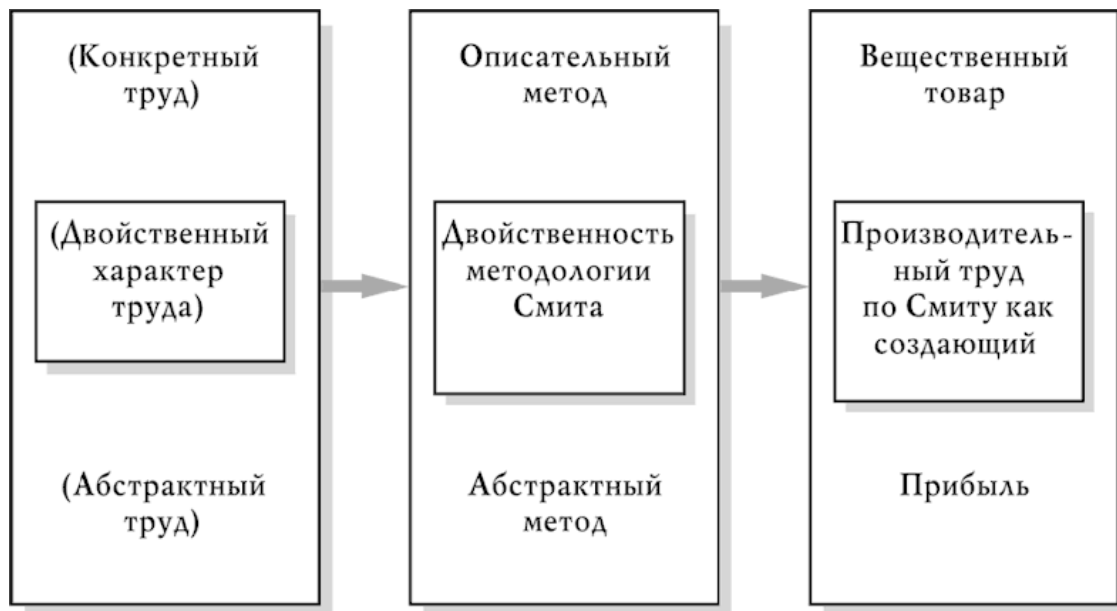 (Конкретный
труд)
(Двойственный
характер
труда)
(Абстрактный
труд)
Описательный
метод
Двойственность
методологии
Смита
Абстрактный
метод
Вещественный
товар
Производитель-
ный труд
по Смиту как
создающий
Прибыль